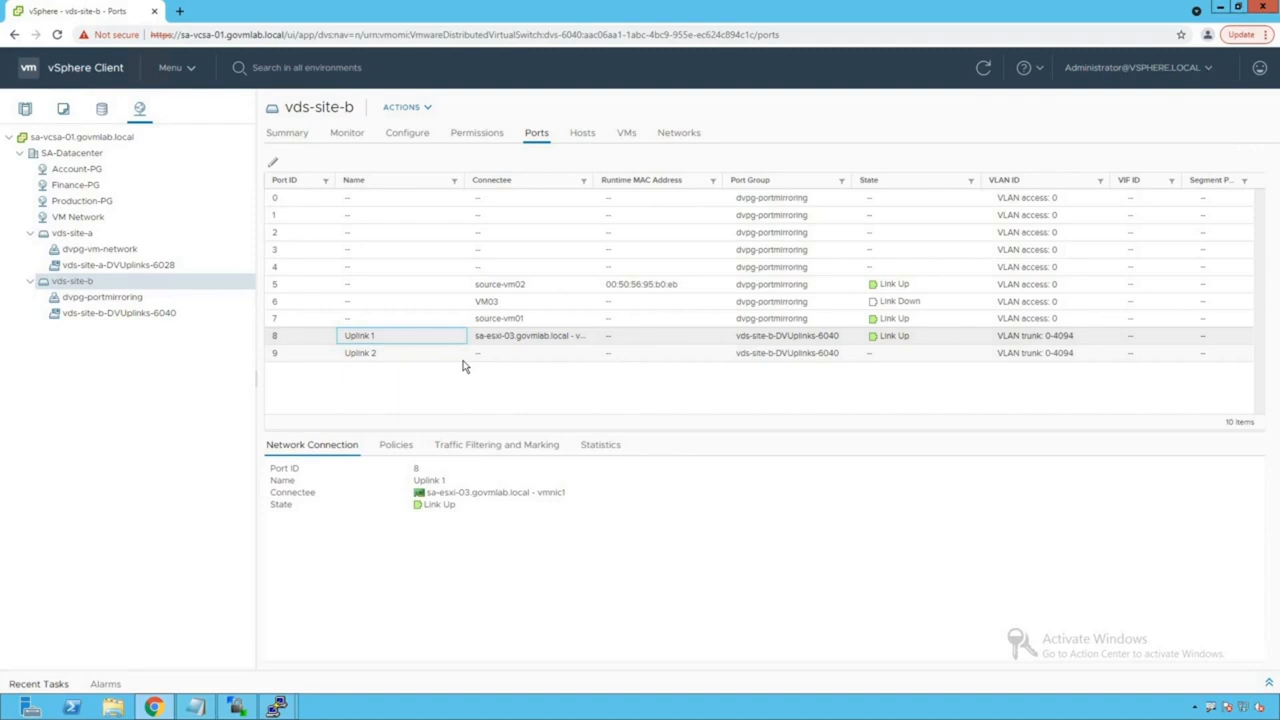 vSphere - vds-site-b - Ports
Not secure
https://sa-vcsa-01.govmlab.local/ui/app/dvs;nav=n/urn:vmomi:VmwareDistributedVirtualSwitch:dvs-6040:aac06aa1-1abc-4bc9-955e-ec624c894c1c/ports
Update
vm vSphere Client
Menu
Search in all environments
Administrator@VSPHERE.LOCAL
sa-vcsa-01.govmlab.local
SA-Datacenter
Account-PG
Finance-PG
Production-PG
VM Network
vds-site-a
dvpg-vm-network
vds-site-a-DVUplinks-6028
vds-site-b
dvpg-portmirroring
vds-site-b-DVUplinks-6040
vds-site-b
ACTIONS
Summary Monitor Configure Permissions Ports Hosts VMs Networks
Port ID Name Connectee Runtime MAC Address Port Group State VLAN ID VIF ID Segment P...
0 -- -- -- dvpg-portmirroring -- VLAN access: 0 -- --
1 -- -- -- dvpg-portmirroring -- VLAN access: 0 -- --
2 -- -- -- dvpg-portmirroring -- VLAN access: 0 -- --
3 -- -- -- dvpg-portmirroring -- VLAN access: 0 -- --
4 -- -- -- dvpg-portmirroring -- VLAN access: 0 -- --
5 -- source-vm02 00:50:56:95:b0:eb dvpg-portmirroring Link Up VLAN access: 0 -- --
6 -- VM03 -- dvpg-portmirroring Link Down VLAN access: 0 -- --
7 -- source-vm01 -- dvpg-portmirroring Link Up VLAN access: 0 -- --
8 Uplink 1 sa-esxi-03.govmlab.local - v... -- vds-site-b-DVUplinks-6040 Link Up VLAN trunk: 0-4094 -- --
9 Uplink 2 -- -- vds-site-b-DVUplinks-6040 -- VLAN trunk: 0-4094 -- --
10 items
Network Connection Policies Traffic Filtering and Marking Statistics
Port ID 8
Name Uplink 1
Connectee sa-esxi-03.govmlab.local - vmnic1
State Link Up
Activate Windows
Go to Action Center to activate Windows.
Recent Tasks Alarms